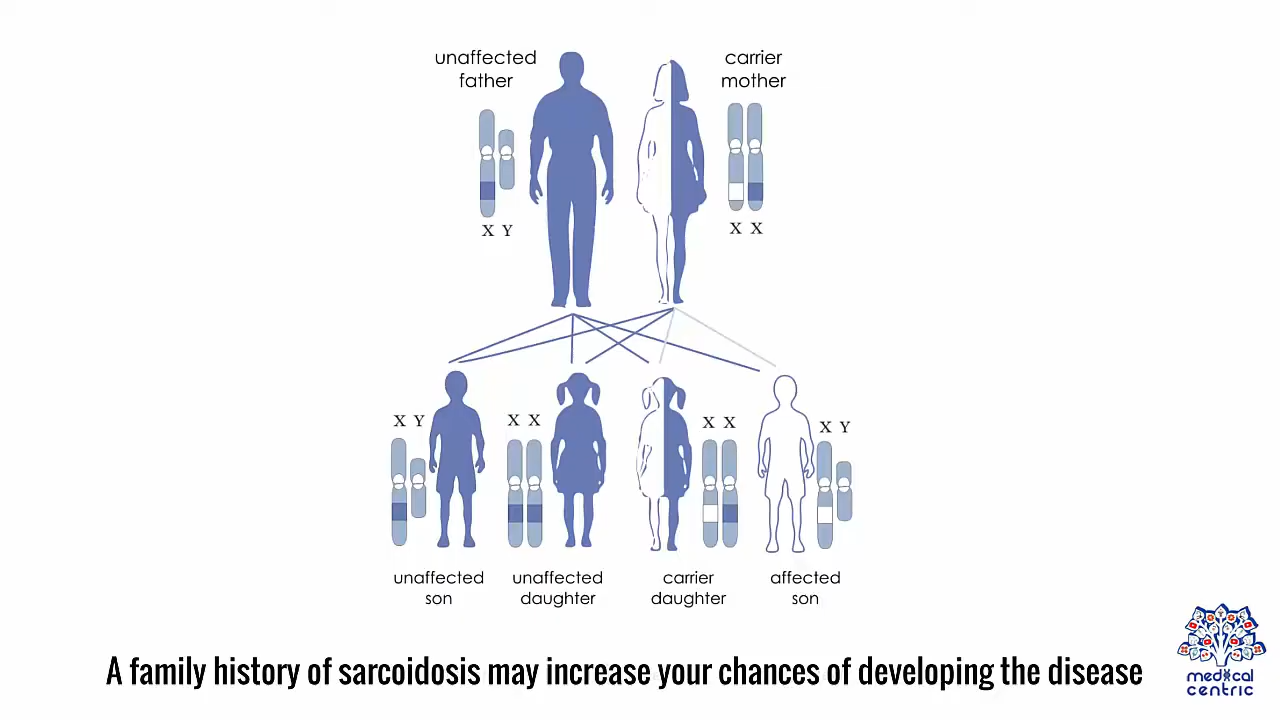 unaffected
father
carrier
mother
X Y
X X
X Y
X X
X X
X Y
unaffected
son
unaffected
daughter
carrier
daughter
affected
son
A family history of sarcoidosis may increase your chances of developing the disease
medical
centric